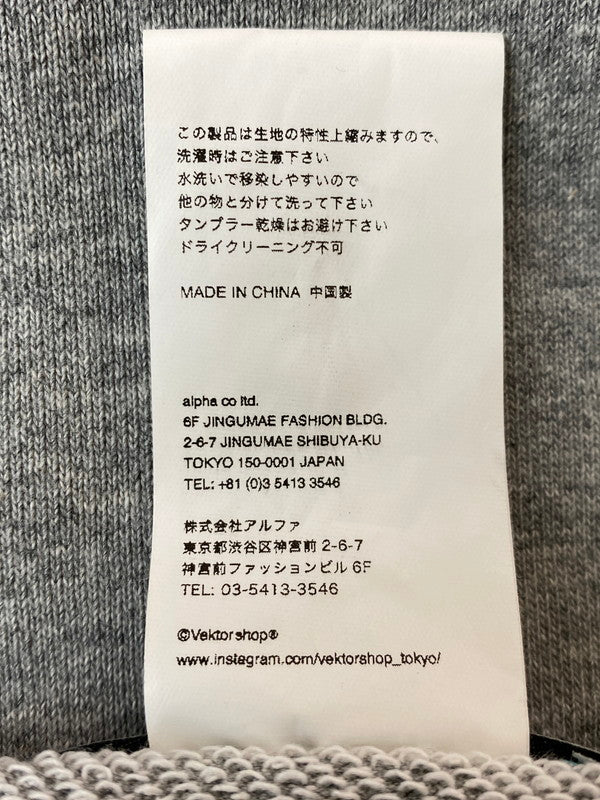 この製品は生地の特性上縮みますので、
洗濯時はご注意下さい
水洗いで移染しやすいので
他の物と分けて洗って下さい
タンブラー乾燥はお避け下さい
ドライクリーニング不可
MADE IN CHINA 中国製
alpha co ltd.
6F JINGUMAE FASHION BLDG.
2-6-7 JINGUMAE SHIBUYA-KU
TOKYO 150-0001 JAPAN
TEL: +81 (0)3 5413 3546
株式会社アルファ
東京都渋谷区神宮前 2-6-7
神宮前ファッションビル 6F
TEL: 03-5413-3546
©Vektorshop®
www.instegram.com/vektorshop_tokyo/